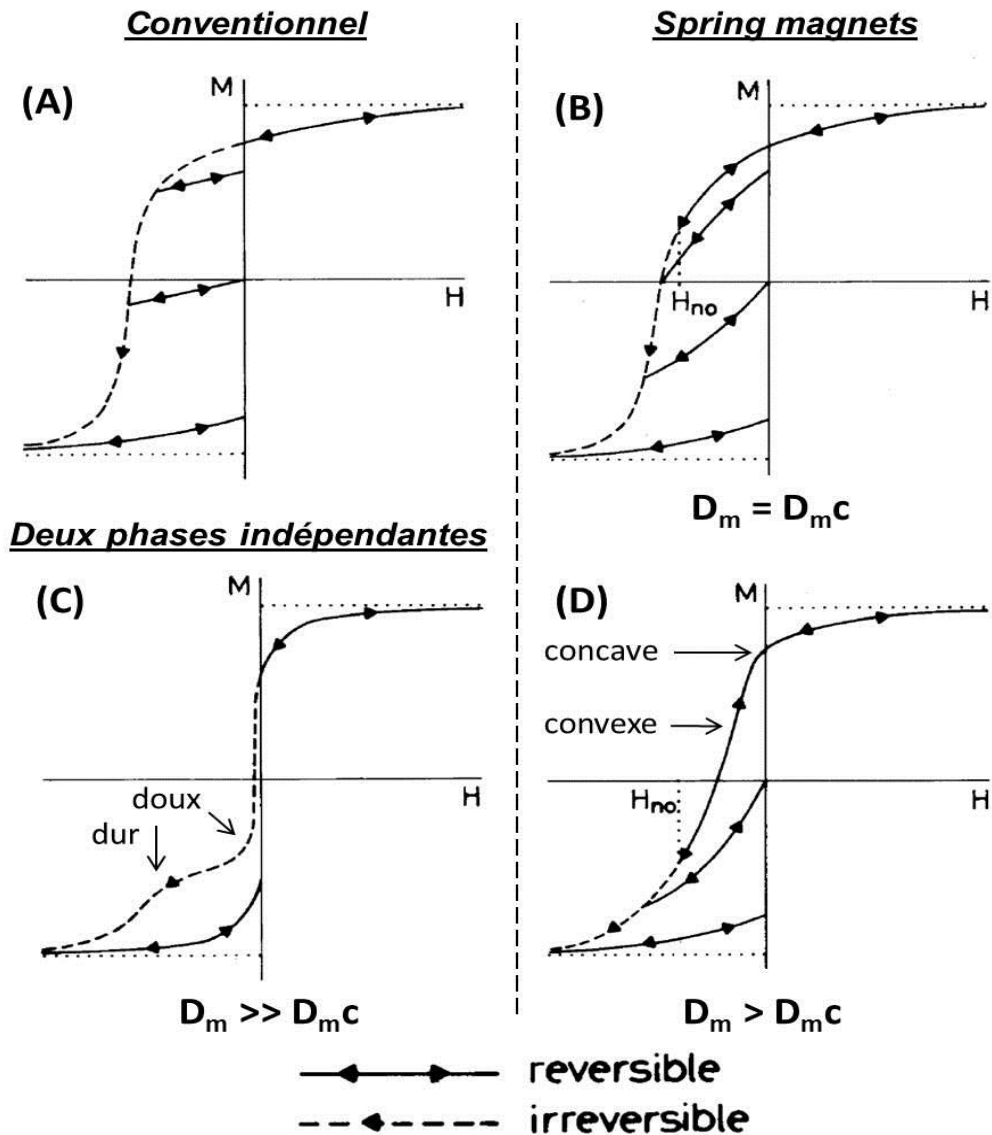 Conventionnel
Spring magnets
(A)
M
H
(B)
M
H
Hno
Dm = Dmc
Deux phases indépendantes
(C)
M
H
doux
dur
Dm >> Dmc
(D)
M
concave
convexe
Hno
H
Dm > Dmc
reversible
irreversible